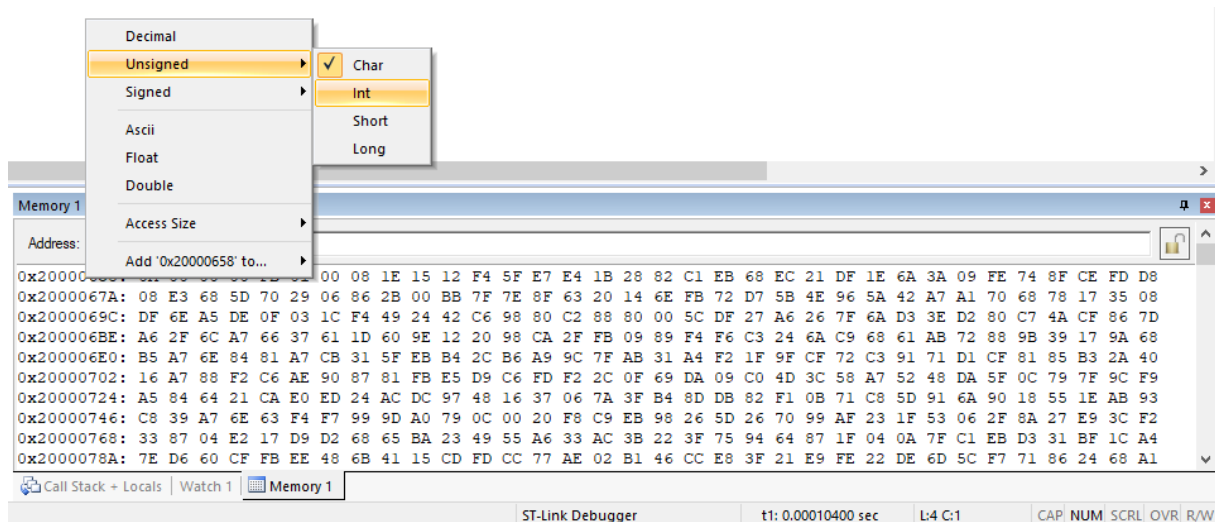 Decimal
Unsigned
Signed
Ascii
Float
Double
Access Size
Add '0x20000658' to...
Char
Int
Short
Long
Memory 1
Address:
00 08 1E 15 12 F4 5F E7 E4 1B 28 82 C1 EB 68 EC 21 DF 1E 6A 3A 09 FE 74 8F CE FD D8
0x2000067A: 08 E3 68 5D 70 29 06 86 2B 00 BB 7F 7E 8F 63 20 14 6E FB 72 D7 5B 4E 96 5A 42 A7 A1 70 68 78 17 35 08
0x2000069C: DF 6E A5 DE 0F 03 1C F4 49 24 42 C6 98 80 C2 88 80 00 5C DF 27 A6 26 7F 6A D3 3E D2 80 C7 4A CF 86 7D
0x200006BE: A6 2F 6C A7 66 37 61 1D 60 9E 12 20 98 CA 2F FB 09 89 F4 F6 C3 24 6A C9 68 61 AB 72 88 9B 39 17 9A 68
0x200006E0: B5 A7 6E 84 81 A7 CB 31 5F EB B4 2C B6 A9 9C 7F AB 31 A4 F2 1F 9F CF 72 C3 91 71 D1 CF 81 85 B3 2A 40
0x20000702: 16 A7 88 F2 C6 AE 90 87 81 FB E5 D9 C6 FD F2 2C 0F 69 DA 09 C0 4D 3C 58 A7 52 48 DA 5F 0C 79 7F 9C F9
0x20000724: A5 84 64 21 CA E0 ED 24 AC DC 97 48 16 37 06 7A 3F B4 8D DB 82 F1 0B 71 C8 5D 91 6A 90 18 55 1E AB 93
0x20000746: C8 39 A7 6E 63 F4 F7 99 9D A0 79 0C 00 20 F8 C9 EB 98 26 5D 26 70 99 AF 23 1F 53 06 2F 8A 27 E9 3C F2
0x20000768: 33 87 04 E2 17 D9 D2 68 65 BA 23 49 55 A6 33 AC 3B 22 3F 75 94 64 87 1F 04 0A 7F C1 EB D3 31 BF 1C A4
0x2000078A: 7E D6 60 CF FB EE 48 6B 41 15 CD FD CC 77 AE 02 B1 46 CC E8 3F 21 E9 FE 22 DE 6D 5C F7 71 86 24 68 A1
Call Stack + Locals Watch 1 Memory 1
ST-Link Debugger t1: 0.00010400 sec L:4 C:1 CAP NUM SCRL OVR R/W